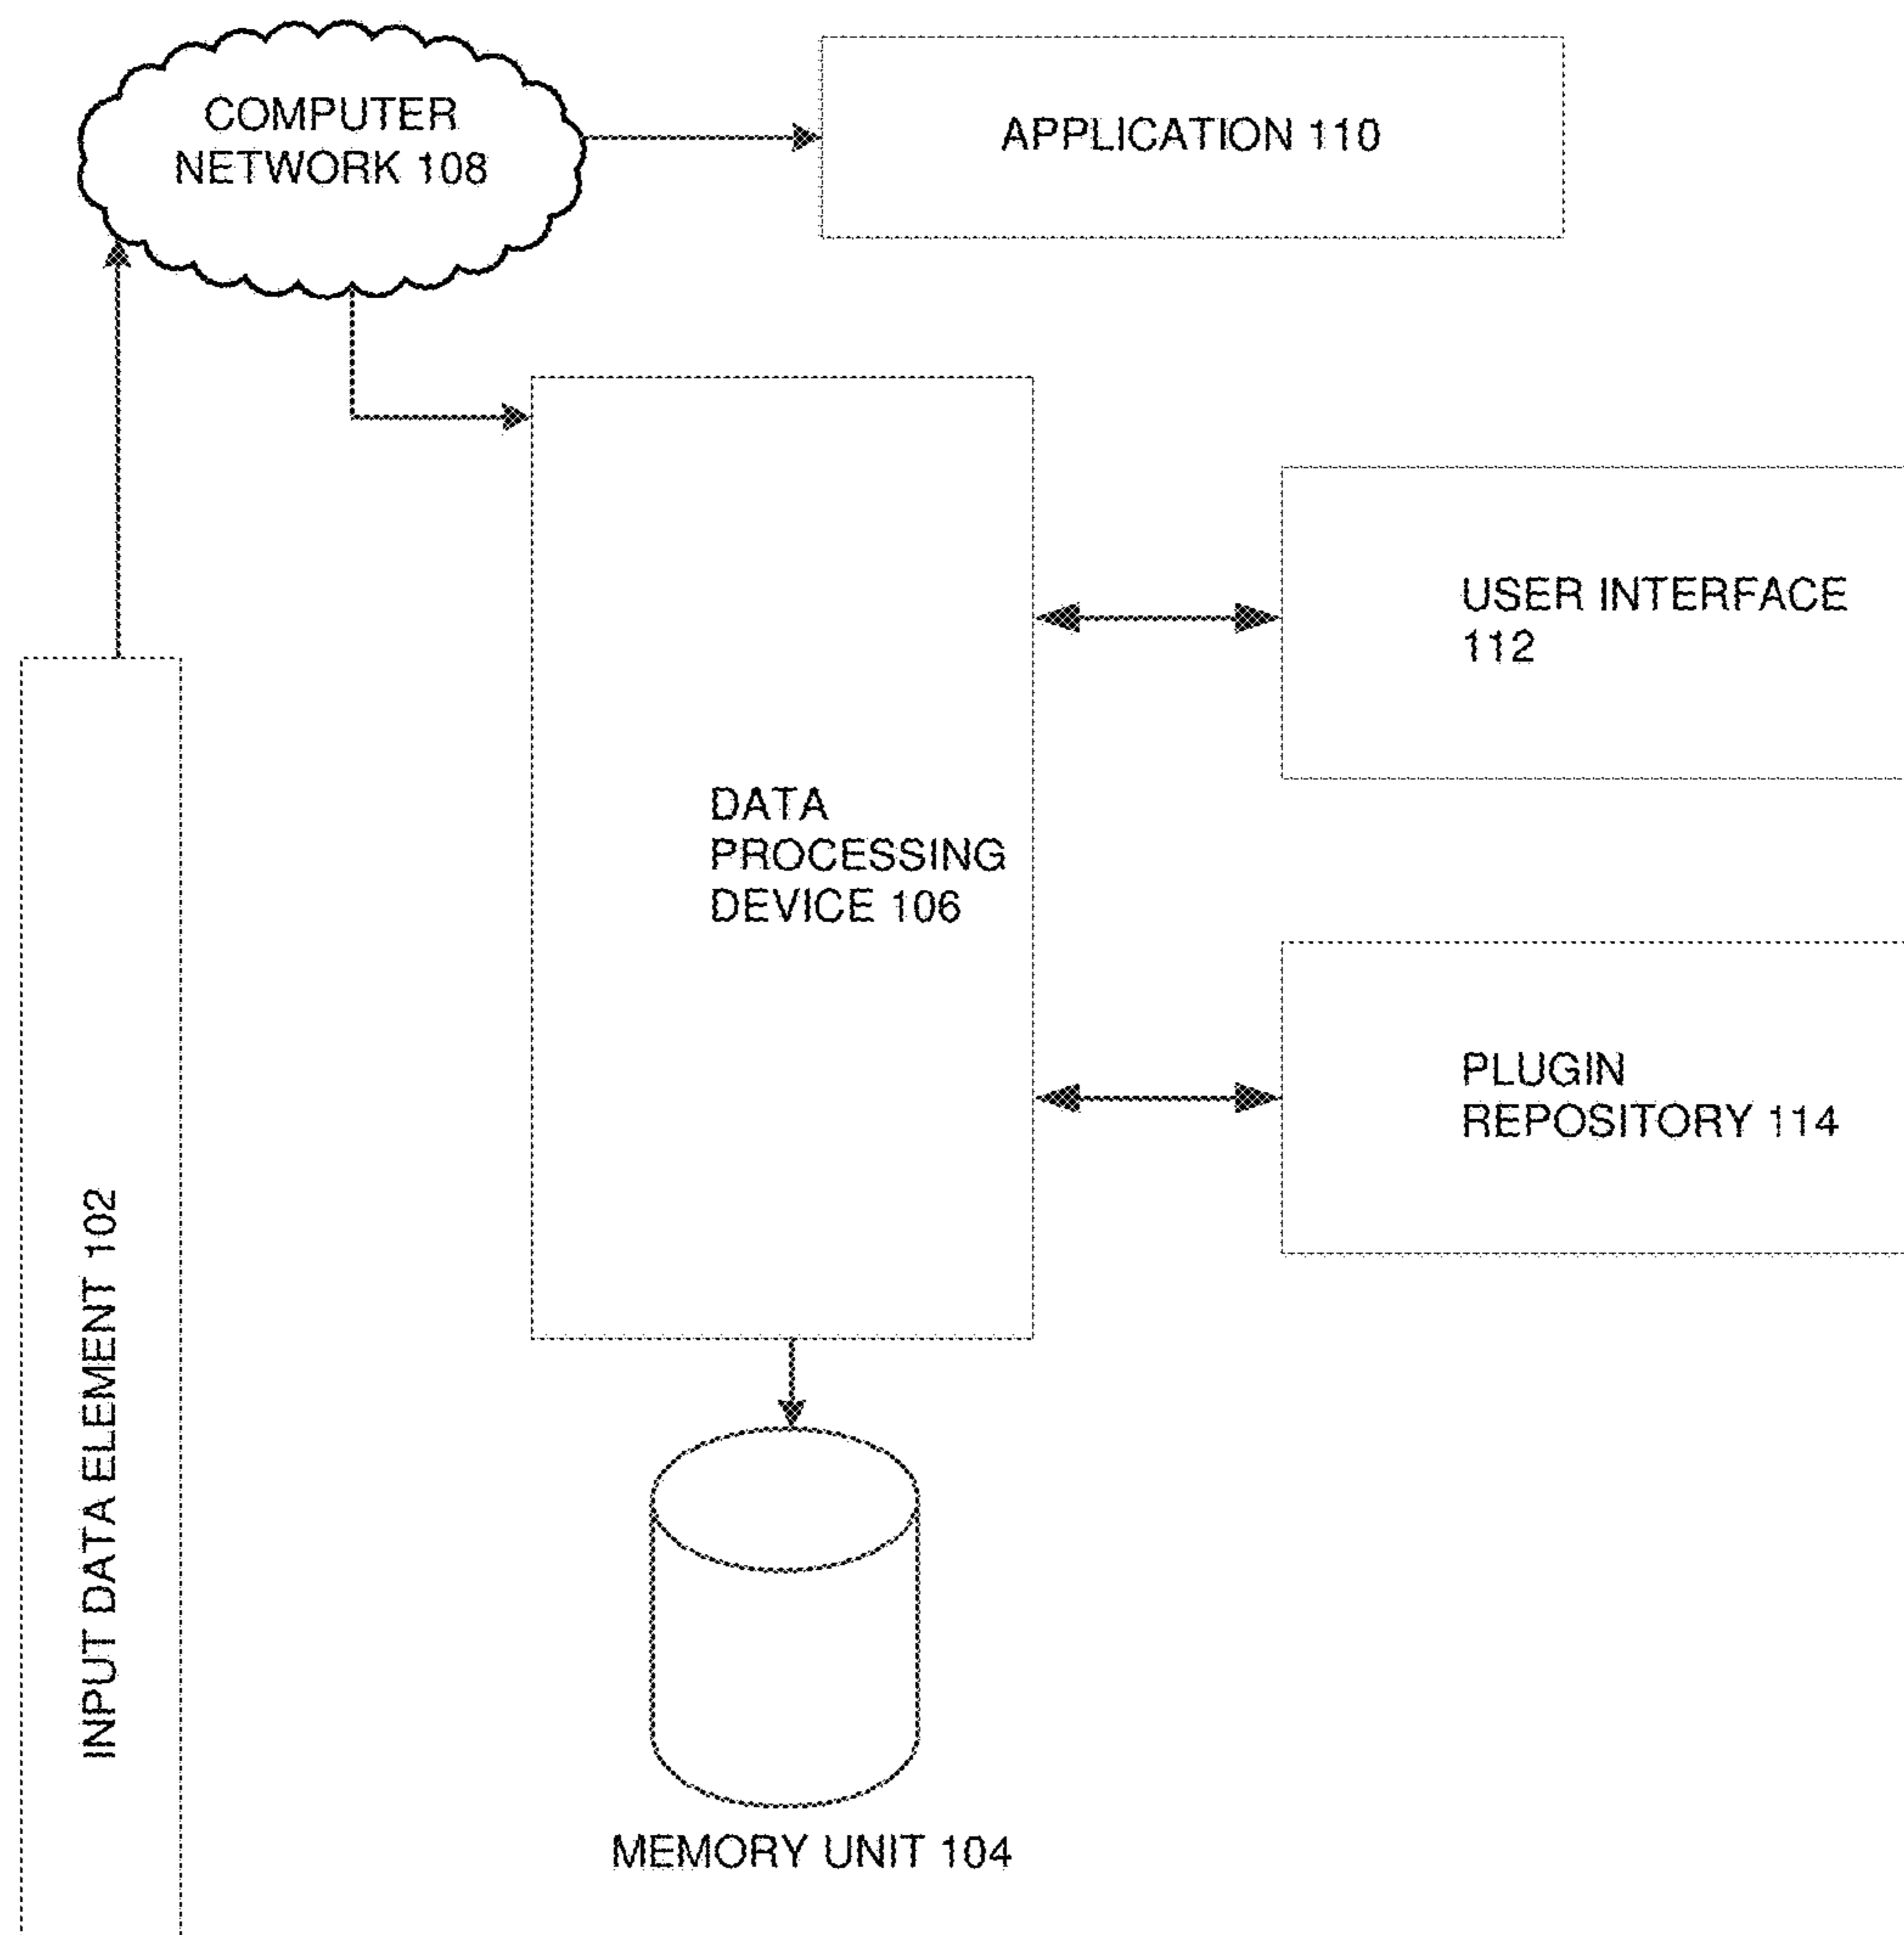 COMPUTER
NETWORK 108
APPLICATION 110
USER INTERFACE
112
DATA
PROCESSING
DEVICE 106
PLUGIN
REPOSITORY 114
INPUT DATA ELEMENT 102
MEMORY UNIT 104